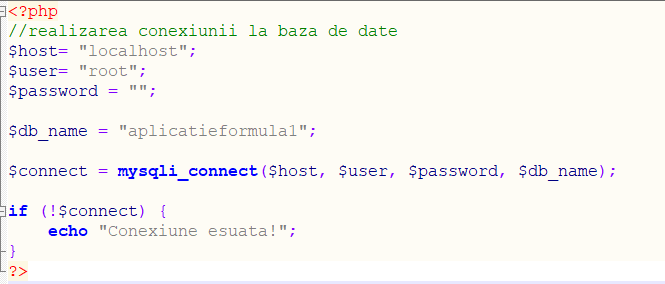 <?php
//realizarea conexiunii la baza de date
$host= "localhost";
$user= "root";
$password = "";
$db_name = "aplicatieformula1";
$connect = mysqli_connect($host, $user, $password, $db_name);
if (!$connect) {
    echo "Conexiune esuata!";
}
?>